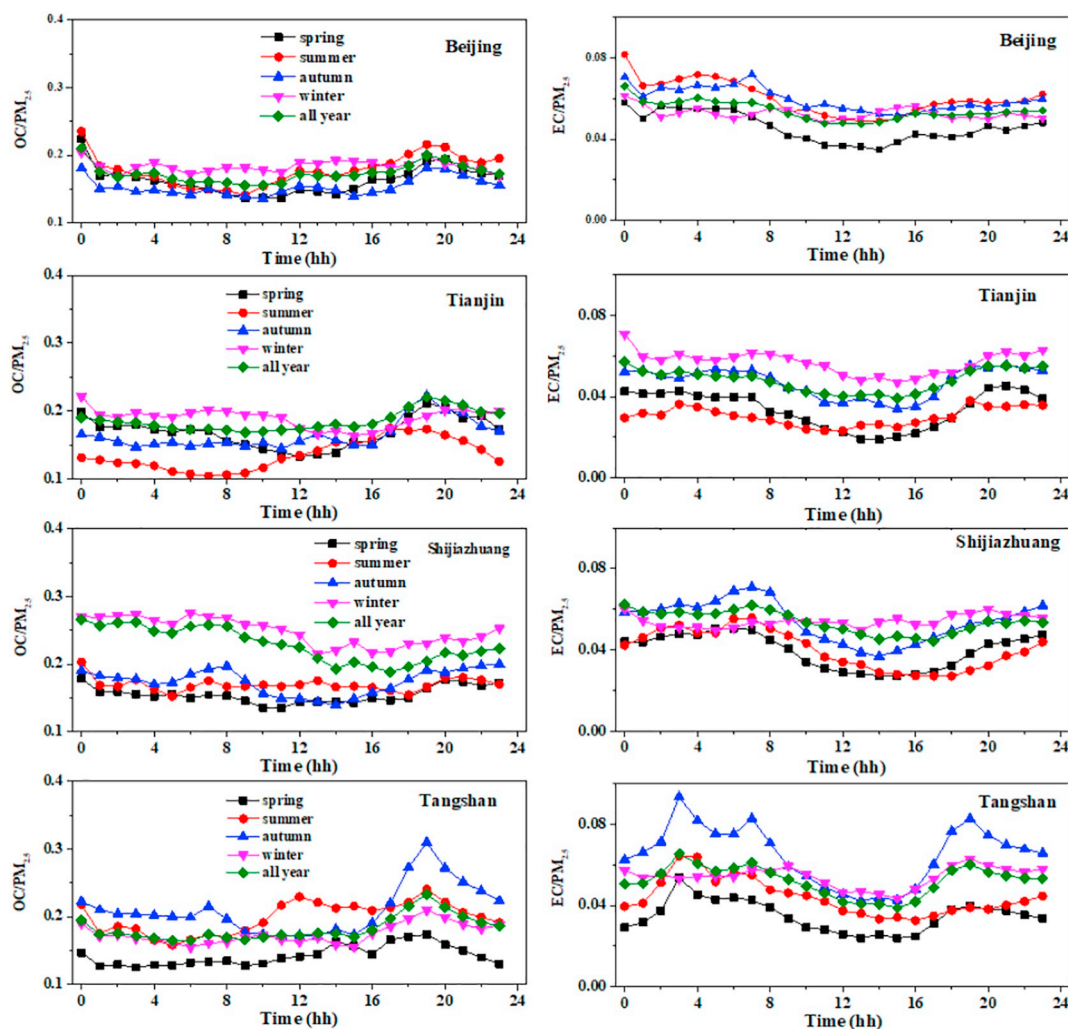 0.4
spring
Beijing
summer
autumn
winter
all year
0.3
0.2
0.1
OC/PM2.5
0 4 8 12 16 20 24
Time (hh)
Beijing
0.08
0.04
0.00
EC/PM2.5
0 4 8 12 16 20 24
Time (hh)
0.4
spring
Tianjin
summer
autumn
winter
all year
0.3
0.2
0.1
OC/PM2.5
0 4 8 12 16 20 24
Time (hh)
Tianjin
0.08
0.04
0.00
EC/PM2.5
0 4 8 12 16 20 24
Time (hh)
0.4
spring
Shijiazhuang
summer
autumn
winter
all year
0.3
0.2
0.1
OC/PM2.5
0 4 8 12 16 20 24
Time (hh)
Shijiazhuang
0.08
0.04
0.00
EC/PM2.5
0 4 8 12 16 20 24
Time (hh)
0.4
spring
Tangshan
summer
autumn
winter
all year
0.3
0.2
0.1
OC/PM2.5
0 4 8 12 16 20 24
Time (hh)
Tangshan
0.08
0.04
0.00
EC/PM2.5
0 4 8 12 16 20 24
Time (hh)